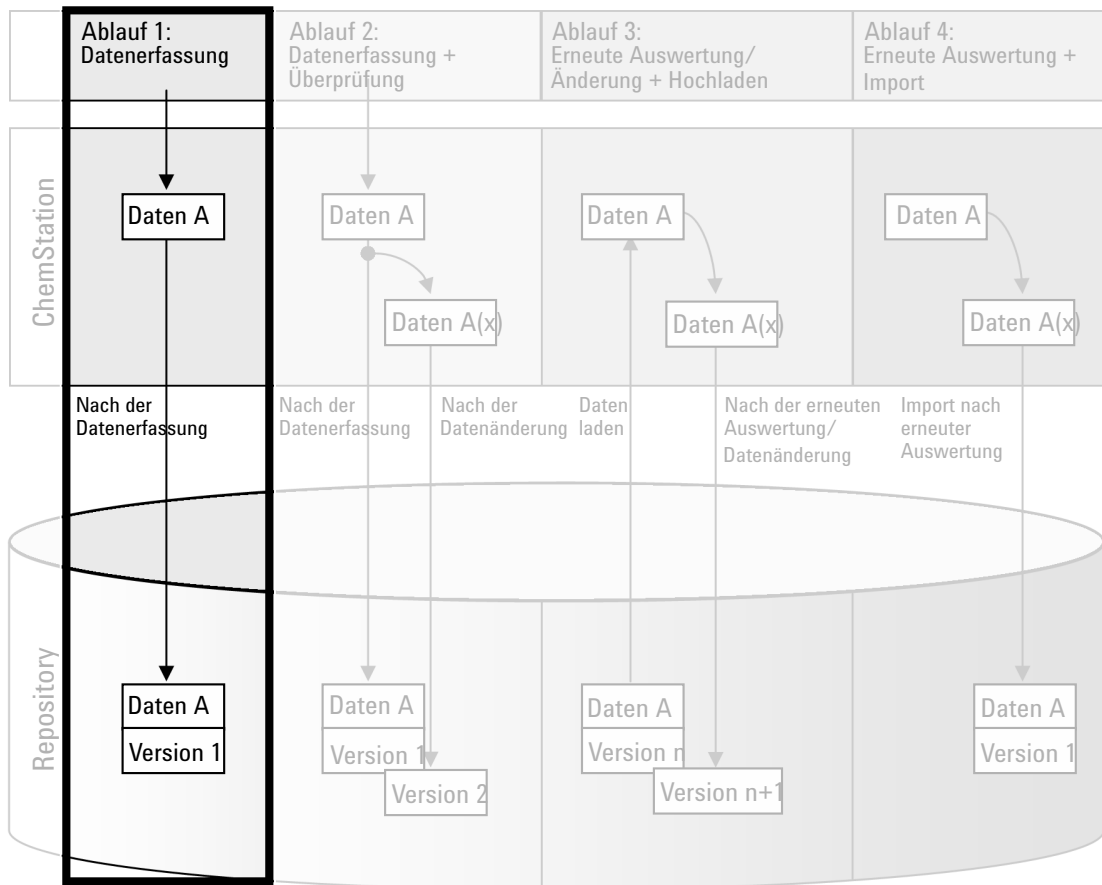 Ablauf 1:
Datenerfassung
Ablauf 2:
Datenerfassung +
Überprüfung
Ablauf 3:
Erneute Auswertung/
Änderung + Hochladen
Ablauf 4:
Erneute Auswertung +
Import
ChemStation
Daten A
Daten A
Daten A(x)
Daten A
Daten A(x)
Daten A
Daten A(x)
Nach der
Datenerfassung
Nach der
Datenerfassung
Nach der
Datenänderung
Daten
laden
Nach der erneuten
Auswertung/
Datenänderung
Import nach
erneuter
Auswertung
Repository
Daten A
Version 1
Daten A
Version 1
Version 2
Daten A
Version n
Version n+1
Daten A
Version 1